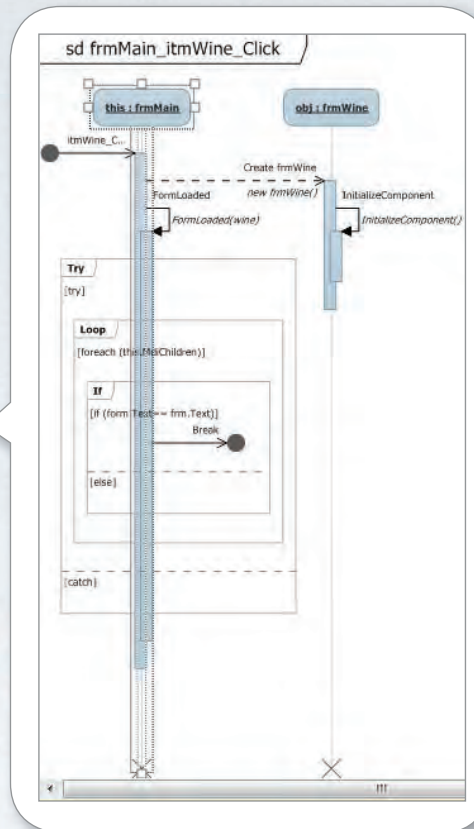 sd frmMain_itmWine_Click
this : frmMain
obj : frmWine
itmWine_C...
Create frmWine
new frmWine()
FormLoaded
FormLoaded(wine)
InitializeComponent
InitializeComponent()
Try
[try]
Loop
[foreach (this.MdiChildren)]
If
[if (form.Text == frm.Text)]
Break
[else]
[catch]